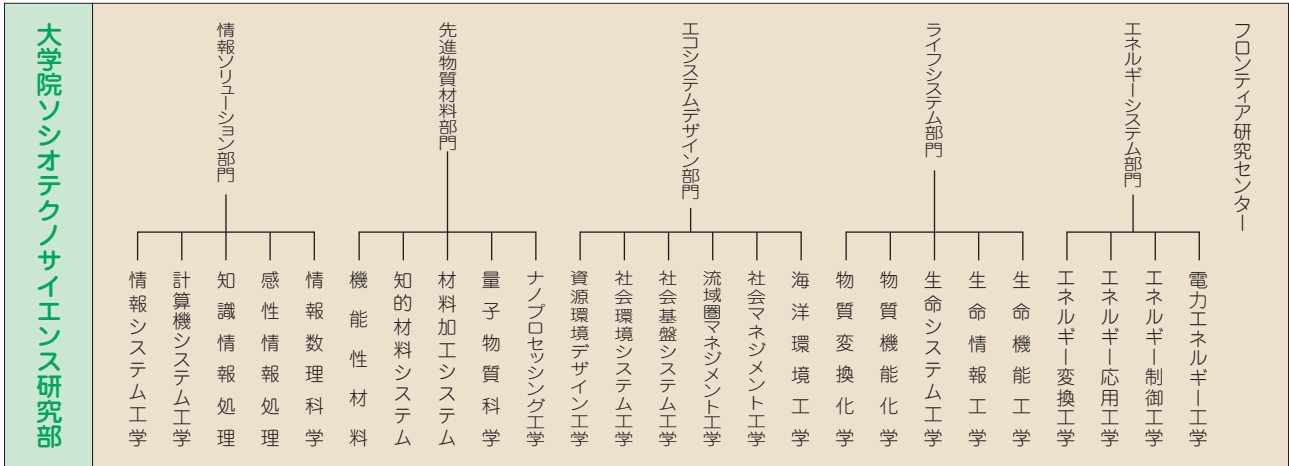 大学院ソシオテクノサイエンス研究部
情報ソリューション部門
情報システム工学
計算機システム工学
知識情報処理
感性情報処理
情報数理科学
先進物質材料部門
機能性材料
知的材料システム
材料加工システム
量子物質科学
ナノプロセッシング工学
エコシステムデザイン部門
資源環境デザイン工学
社会環境システム工学
社会基盤システム工学
流域圏マネジメント工学
社会マネジメント工学
海洋環境工学
ライフシステム部門
物質変換化学
物質機能化学
生命システム工学
生命情報工学
生命機能工学
エネルギーシステム部門
エネルギー変換工学
エネルギー応用工学
エネルギー制御工学
電力エネルギー工学
フロンティア研究センター